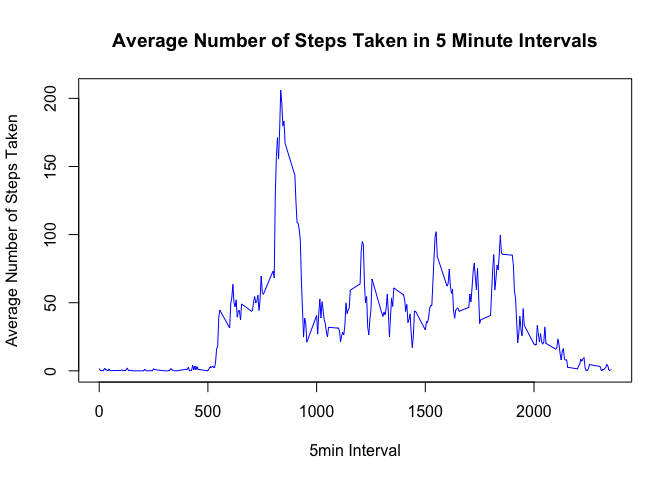 Average Number of Steps Taken in 5 Minute Intervals
Average Number of Steps Taken
200
150
100
50
0
0 500 1000 1500 2000
5min Interval